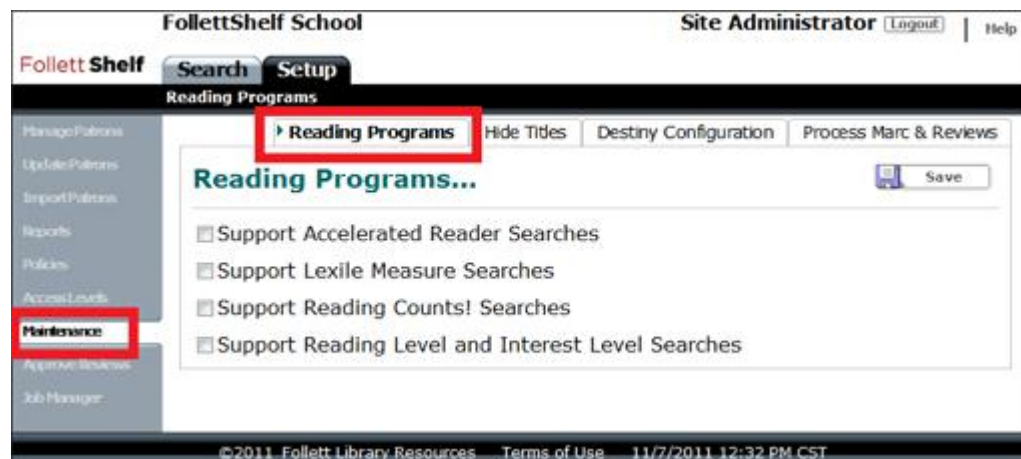 FollettShelf School
Site Administrator Logout | Help
Follett Shelf
Search Setup
Reading Programs
Reading Programs Hide Titles Destiny Configuration Process Marc & Reviews
Manage Patrons
Update Patrons
Import Patrons
Reports
Policies
Access Levels
Maintenance
Approve Reviews
Job Manager
Reading Programs...
Save
Support Accelerated Reader Searches
Support Lexile Measure Searches
Support Reading Counts! Searches
Support Reading Level and Interest Level Searches
©2011 Follett Library Resources Terms of Use 11/7/2011 12:32 PM CST